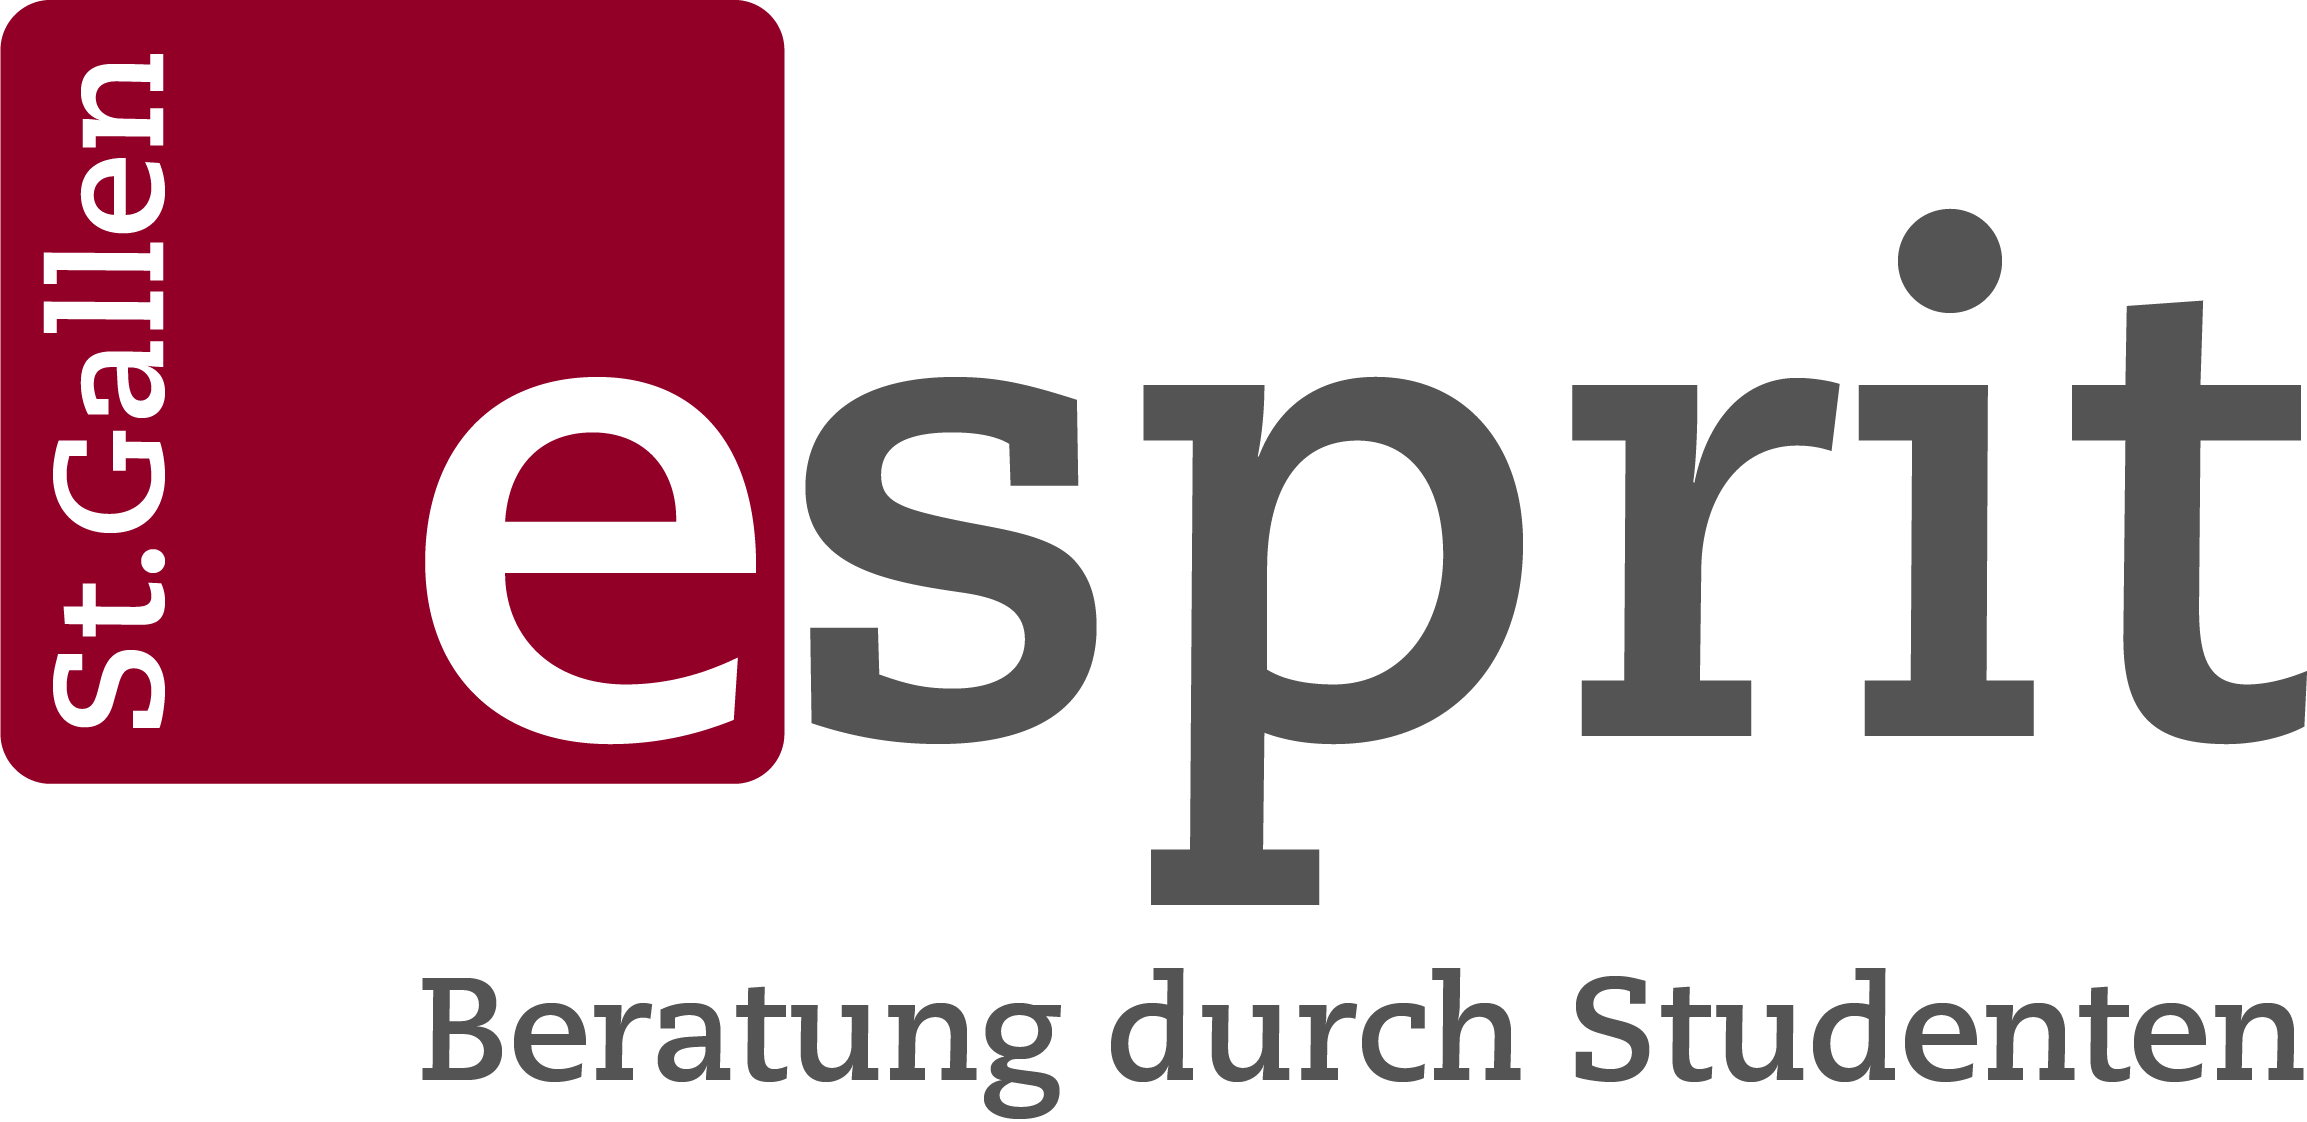 St.Gallen
esprit
Beratung durch Studenten